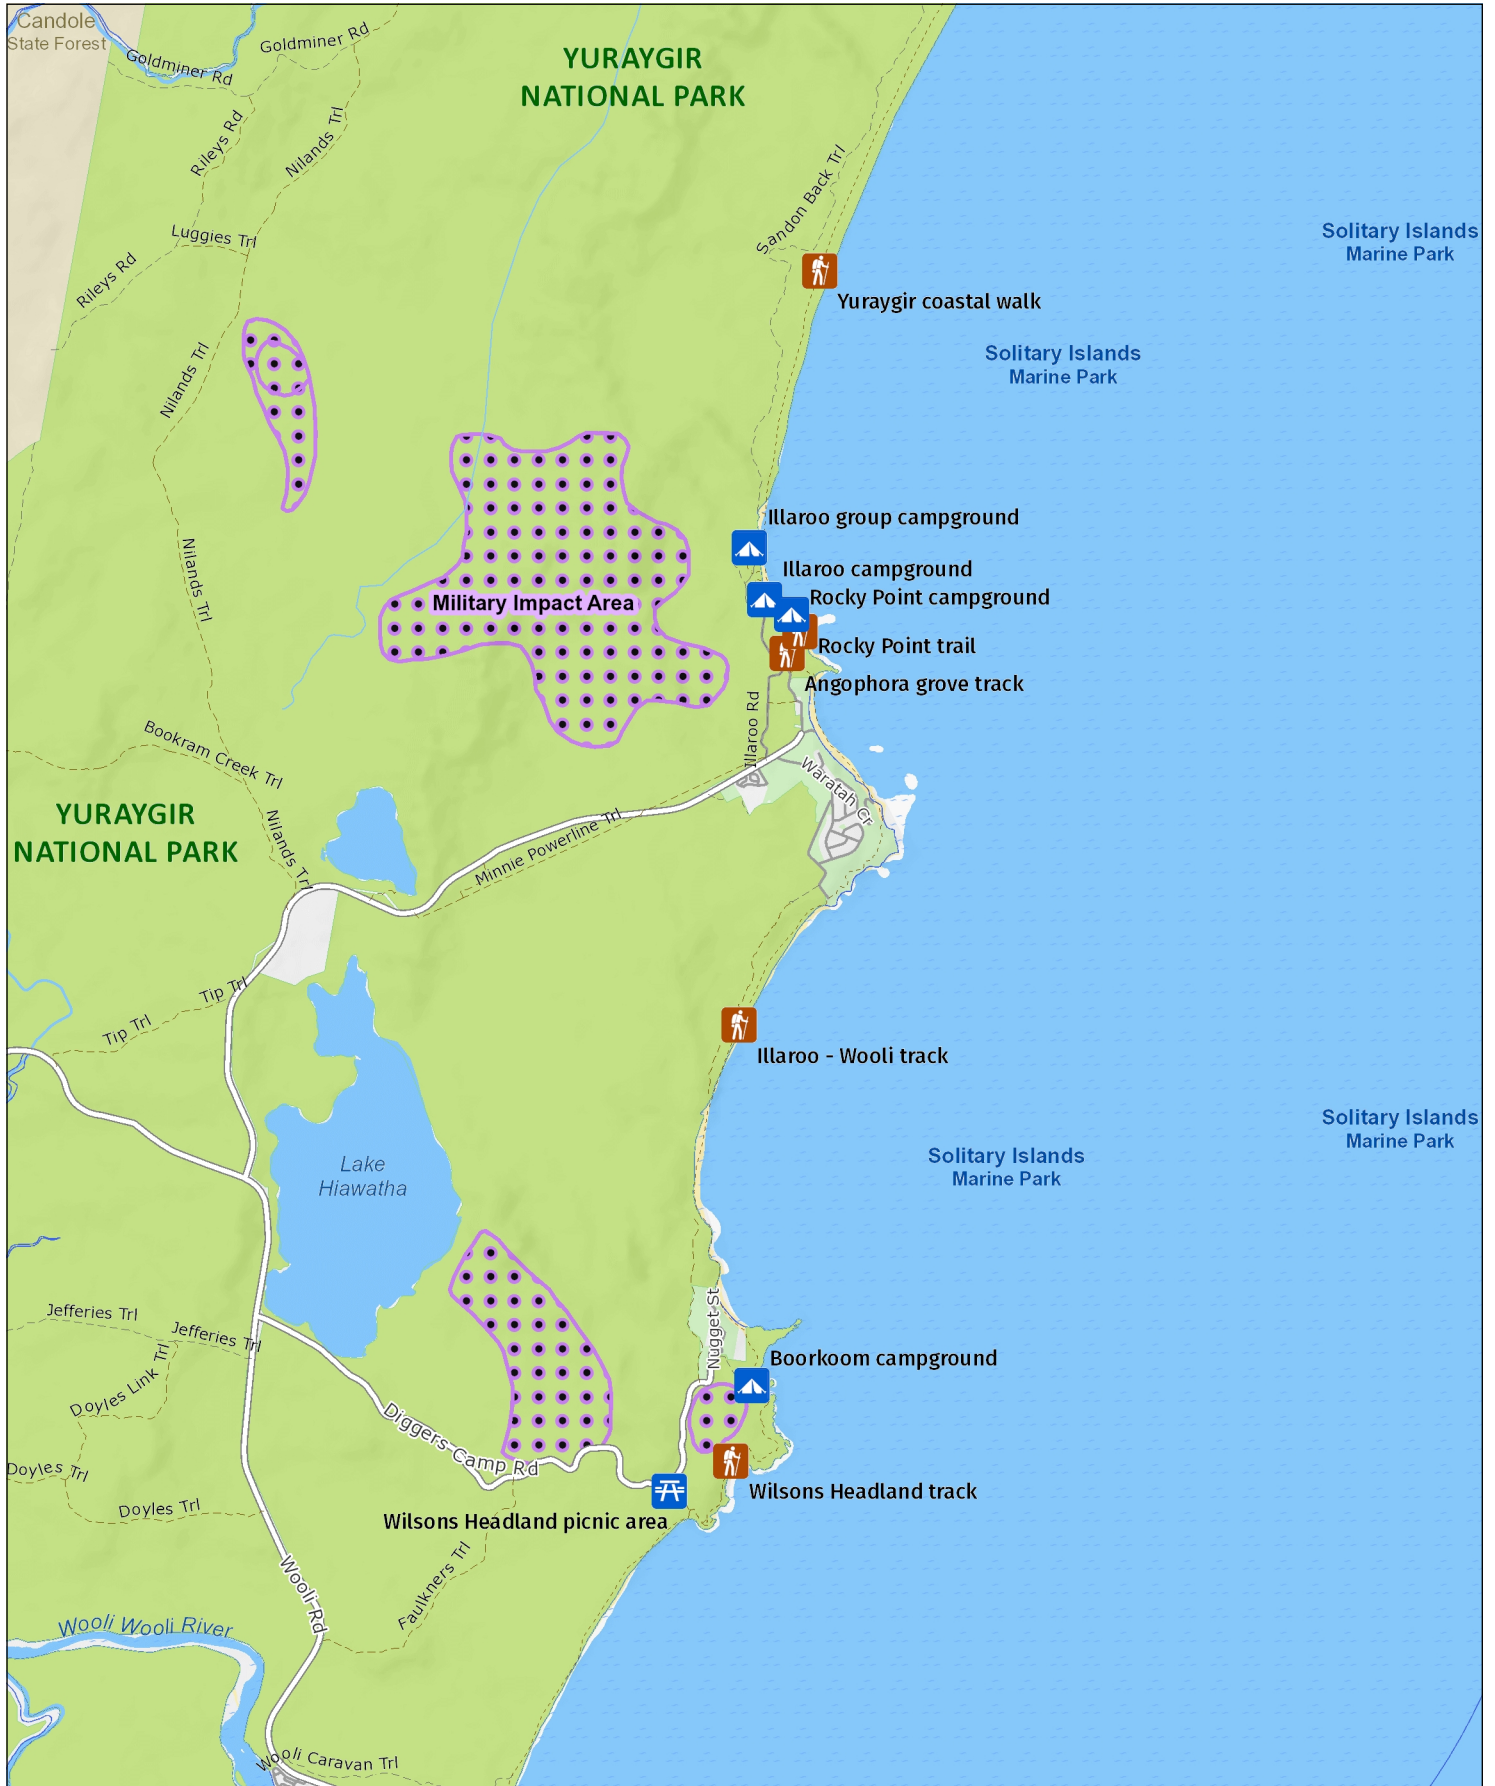 Candole
State Forest
Goldminer Rd
Goldminer Rd
YURAYGIR
NATIONAL PARK
Rileys Rd
Nilands Trl
Sandon Back Trl
Luggies Trl
Rileys Rd
Solitary Islands
Marine Park
Yuraygir coastal walk
Nilands Trl
Solitary Islands
Marine Park
Illaroo group campground
Nilands Trl
Illaroo campground
Rocky Point campground
Military Impact Area
Rocky Point trail
Angophora grove track
Illaroo Rd
Bookram Creek Trl
Waratah Cr
YURAYGIR
NATIONAL PARK
Nilands Trl
Minnie Powerline Trl
Tip Trl
Tip Trl
Illaroo - Wooli track
Solitary Islands
Marine Park
Solitary Islands
Marine Park
Lake
Hiawatha
Jefferies Trl
Jefferies Trl
Nugget St
Boorkoom campground
Doyles Link Trl
Diggers Camp Rd
Doyles Trl
Wilsons Headland track
Doyles Trl
Wilsons Headland picnic area
Faulkners Trl
Wooli Rd
Wooli Wooli River
Wooli Caravan Trl